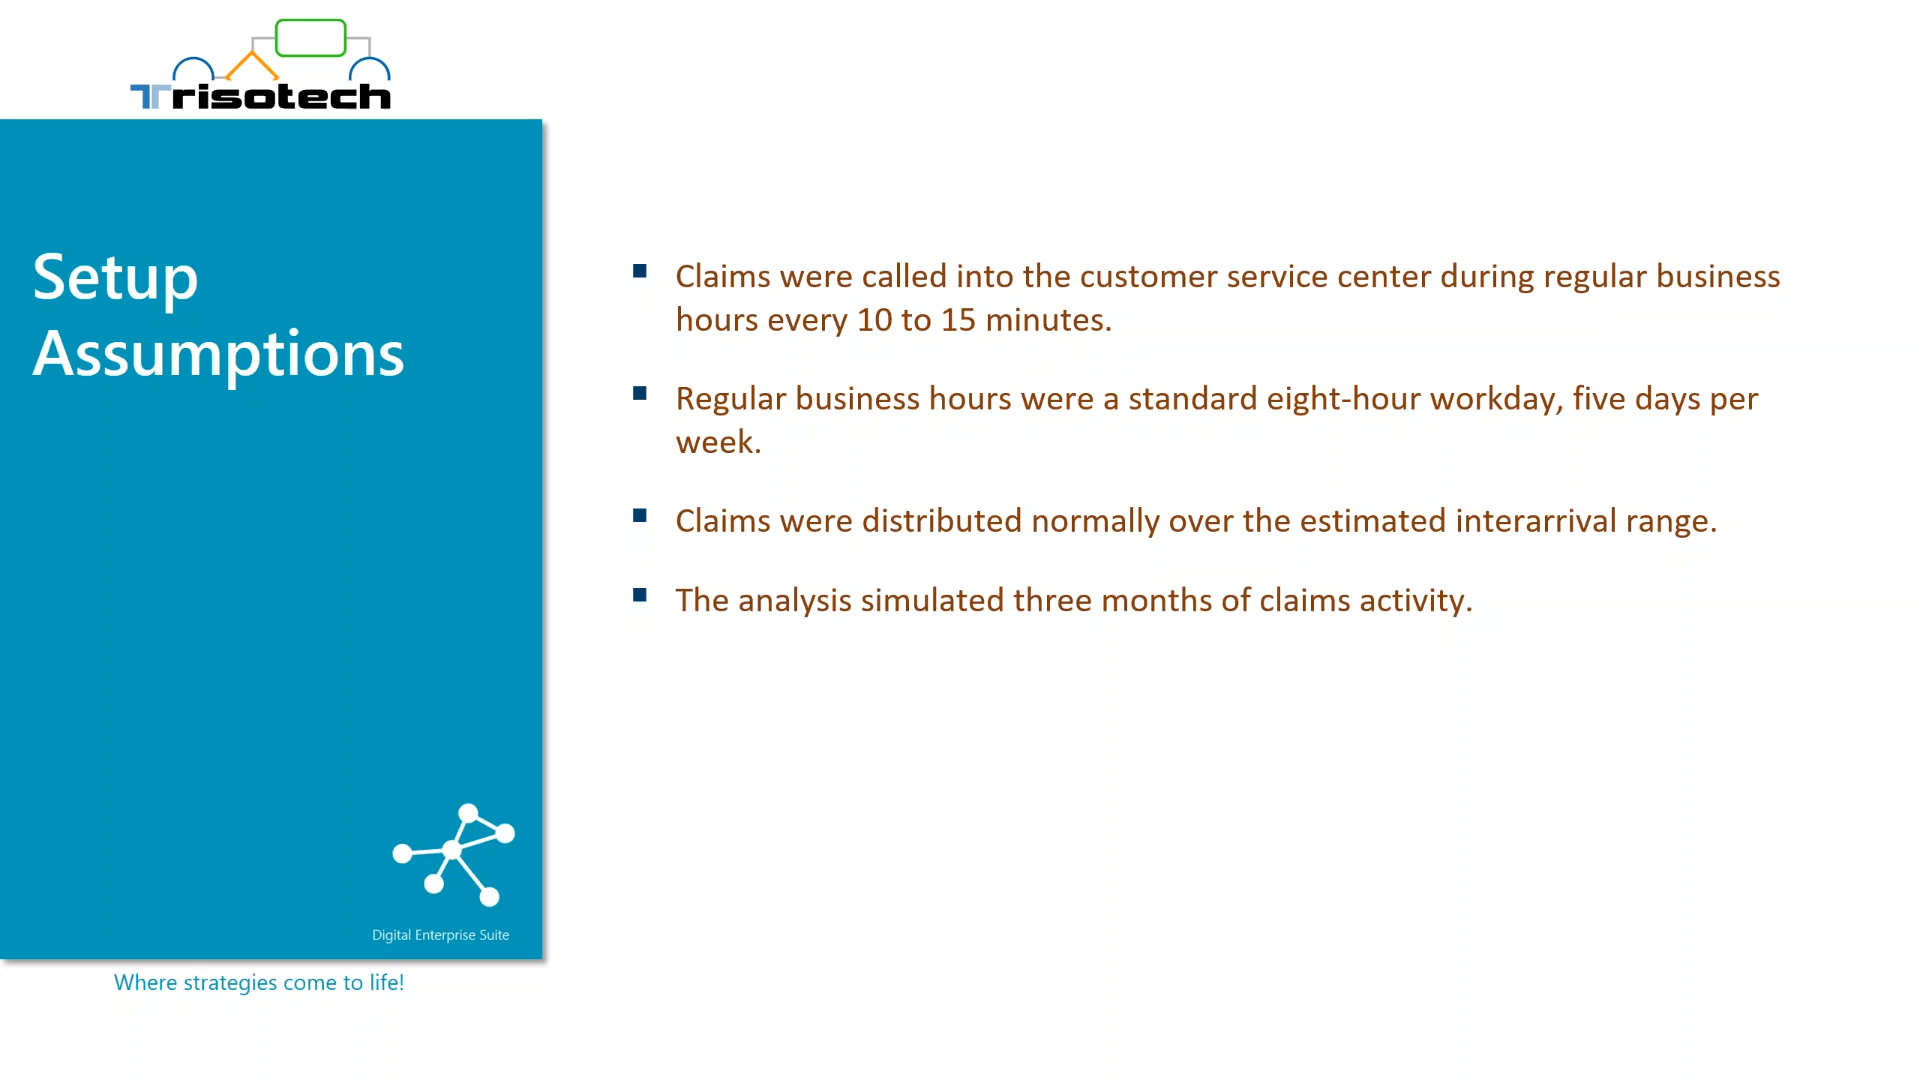 Trisotech
Setup
Assumptions
Claims were called into the customer service center during regular business
hours every 10 to 15 minutes.
Regular business hours were a standard eight-hour workday, five days per
week.
Claims were distributed normally over the estimated interarrival range.
The analysis simulated three months of claims activity.
Digital Enterprise Suite
Where strategies come to life!